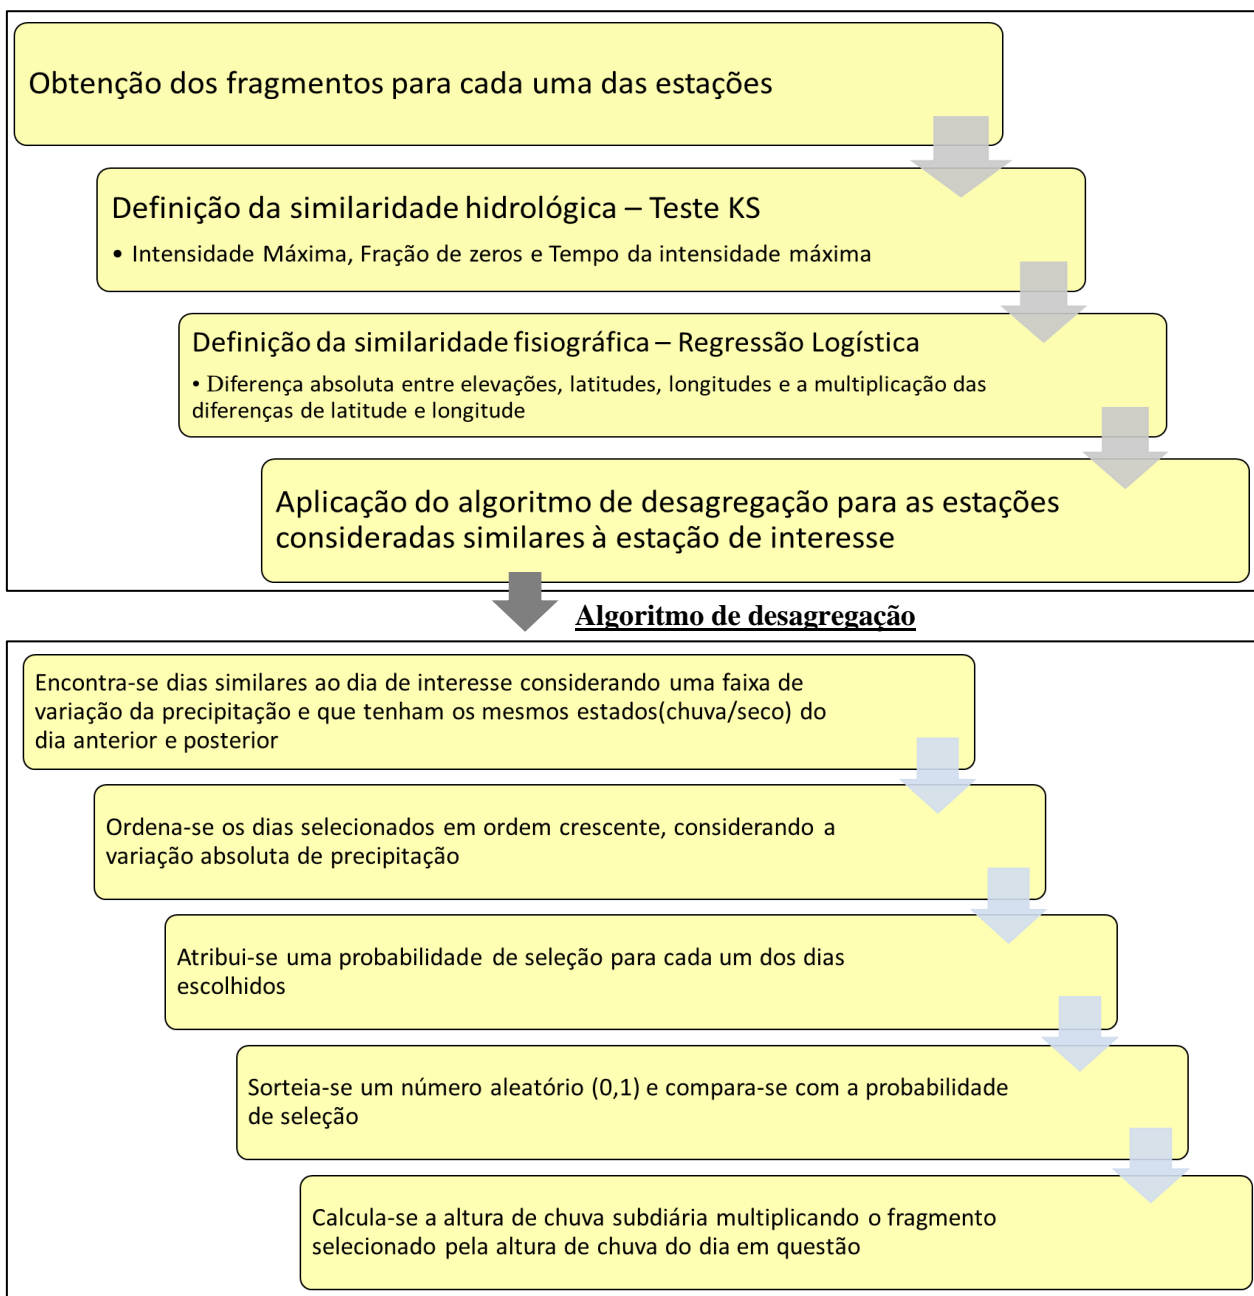 Obtenção dos fragmentos para cada uma das estações
Definição da similaridade hidrológica – Teste KS
• Intensidade Máxima, Fração de zeros e Tempo da intensidade máxima
Definição da similaridade fisiográfica – Regressão Logística
• Diferença absoluta entre elevações, latitudes, longitudes e a multiplicação das
diferenças de latitude e longitude
Aplicação do algoritmo de desagregação para as estações
consideradas similares à estação de interesse
Algoritmo de desagregação
Encontra-se dias similares ao dia de interesse considerando uma faixa de
variação da precipitação e que tenham os mesmos estados(chuva/seco) do
dia anterior e posterior
Ordena-se os dias selecionados em ordem crescente, considerando a
variação absoluta de precipitação
Atribui-se uma probabilidade de seleção para cada um dos dias
escolhidos
Sorteia-se um número aleatório (0,1) e compara-se com a probabilidade
de seleção
Calcula-se a altura de chuva subdiária multiplicando o fragmento
selecionado pela altura de chuva do dia em questão